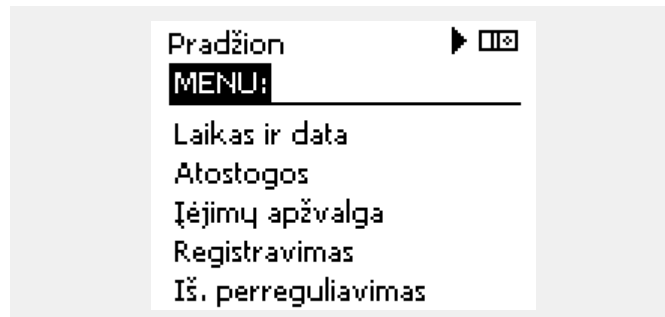 Pradžion
MENU:
Laikas ir data
Atostogos
Įėjimų apžvalga
Registravimas
Iš. perreguliavimas